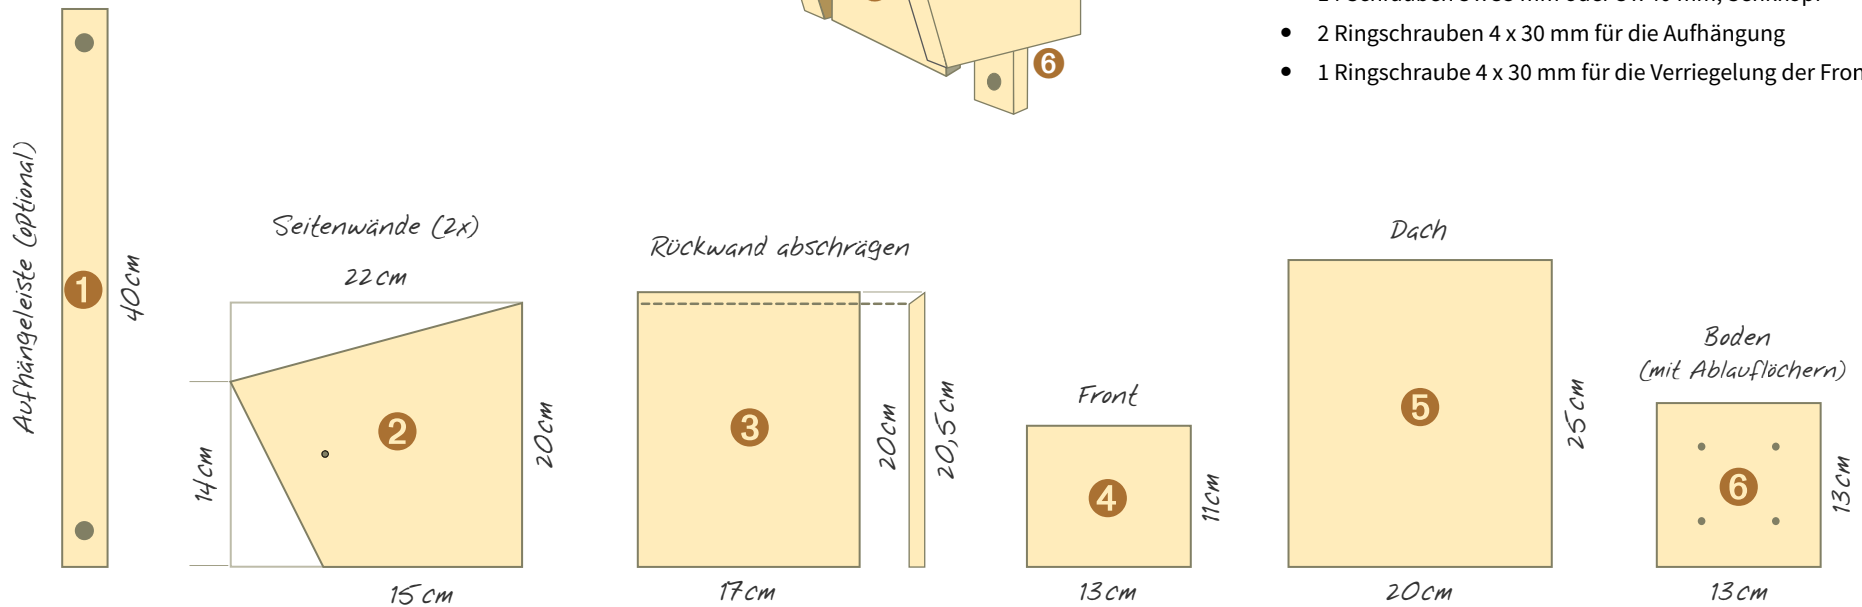 6
• 2 Ringschrauben 4 x 30 mm für die Aufhängung
• 1 Ringschraube 4 x 30 mm für die Verriegelung der
Aufhängeleiste (optional)
1
40cm
Seitenwände (2x)
22cm
2
14cm
20cm
15cm
Rückwand abschrägen
3
20cm
20,5cm
17cm
Front
4
11cm
13cm
Dach
5
25cm
20cm
Boden
(mit Ablauflöchern)
6
13cm
13cm